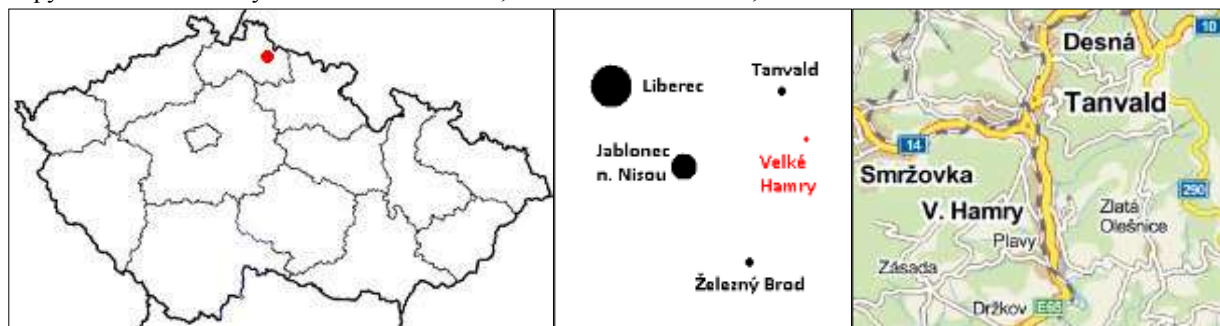 Liberec
Tanvald
Jablonec
n. Nisou
Velké
Hamry
Železný Brod
10
Desná
Tanvald
14
Smržovka
290
V. Hamry
Zlatá
Olešnice
Plavy
Zásada
Držkov
E65